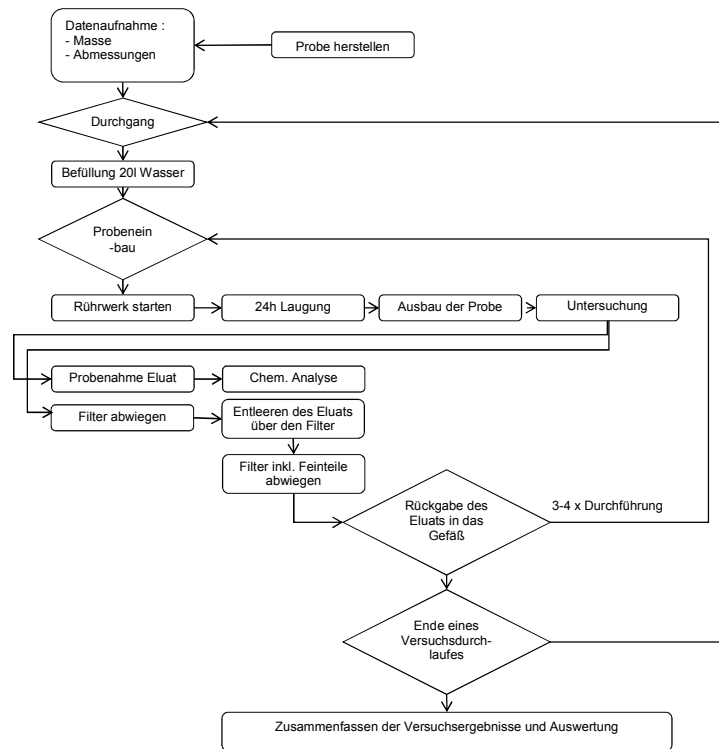 Datenaufnahme :
- Masse
- Abmessungen
Probe herstellen
Durchgang
Befüllung 20l Wasser
Probenein
-bau
Rührwerk starten
24h Laugung
Ausbau der Probe
Untersuchung
Probenahme Eluat
Chem. Analyse
Filter abwiegen
Entleeren des Eluats
über den Filter
Filter inkl. Feinteile
abwiegen
Rückgabe des
Eluats in das
Gefäß
3-4 x Durchführung
Ende eines
Versuchsdurch-
laufes
Zusammenfassen der Versuchsergebnisse und Auswertung